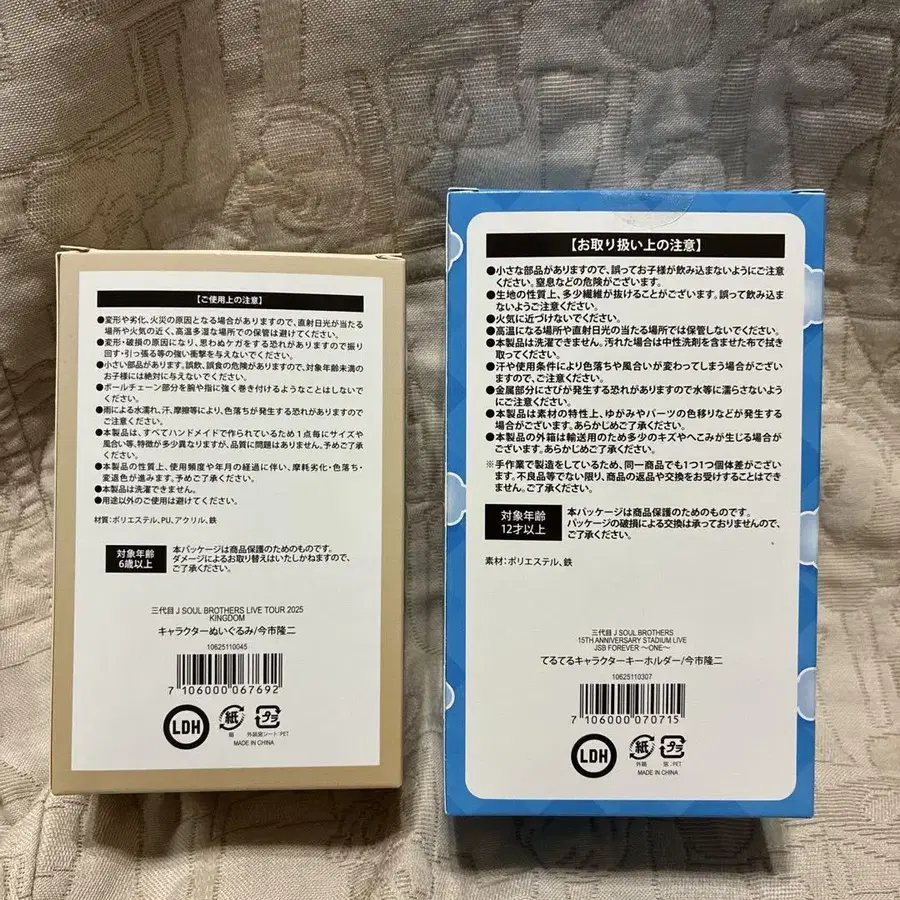 【ご使用上の注意】
●変形や劣化、火災の原因となる場合がありますので、直射日光が当たる
場所や火気の近く、高温多湿な場所での保管は避けてください。
●変形・破損の原因になり、思わぬケガをする恐れがありますので振り
回す・引っ張る等の強い衝撃を与えないでください。
●小さい部品があります。誤飲、誤食の危険がありますので、対象年齢未満の
お子様には絶対に与えないでください。
●ボールチェーン部分を腕や指に強く巻き付けるようなことはしないで
ください。
●雨による水濡れ、汗、摩擦等により、色落ちが発生する恐れがありますので
ご注意ください。
●本製品は、すべてハンドメイドで作られているため1点毎にサイズや
風合い等、特徴が多少異なりますが、品質に問題はありません。予めご了承
ください。
●本製品の性質上、使用頻度や年月の経過に伴い、摩耗劣化・色落ち・
変退色が進みます。予めご了承ください。
●本製品は洗濯できません。
●用途以外のご使用は避けてください。
材質:ポリエステル、PU、アクリル、鉄
対象年齢
6歳以上
本パッケージは商品保護のためのものです。
ダメージによるお取り替えはいたしかねますので、
ご了承ください。
三代目 J SOUL BROTHERS LIVE TOUR 2025
KINGDOM
キャラクターぬいぐるみ/今市隆二
10625110045
7 106000 067692
LDH
紙
箱
プラ
外装袋シート:PET
MADE IN CHINA
【お取り扱い上の注意】
●小さな部品がありますので、誤ってお子様が飲み込まないようにご注意
ください。窒息などの危険がございます。
●生地の性質上、多少繊維が抜けることがございます。誤って飲み込ま
ないようご注意ください。
●火気に近づけないでください。
●高温になる場所や直射日光の当たる場所では保管しないでください。
●本製品は洗濯できません。汚れた場合は中性洗剤を含ませた布で拭き
取ってください。
●汗や使用条件により色落ちや風合いが変わってしまう場合がござい
ますので、ご注意ください。
●金属部分にさびが発生する恐れがありますので水等に濡らさないよう
にご注意ください。
●本製品は素材の特性上、ゆがみやパーツの色移りなどが発生する
場合がございます。あらかじめご了承ください。
●本製品の外箱は輸送用のため多少のキズやへこみが生じる場合が
ございます。あらかじめご了承ください。
※手作業で製造をしているため、同一商品でも1つ1つ個体差がござい
ます。不良品等でない限り、商品の返品や交換をお受けすることはでき
ません。ご了承ください。
対象年齢
12才以上
本パッケージは商品保護のためのものです。
パッケージの破損による交換は承っておりませんので、
ご了承ください。
素材:ポリエステル、鉄
三代目 J SOUL BROTHERS
15TH ANNIVERSARY STADIUM LIVE
JSB FOREVER 〜ONE〜
てるてるキャラクターキーホルダー/今市隆二
10625110307
7 106000 070715
LDH
紙
外箱
プラ
袋:PET
MADE IN CHINA